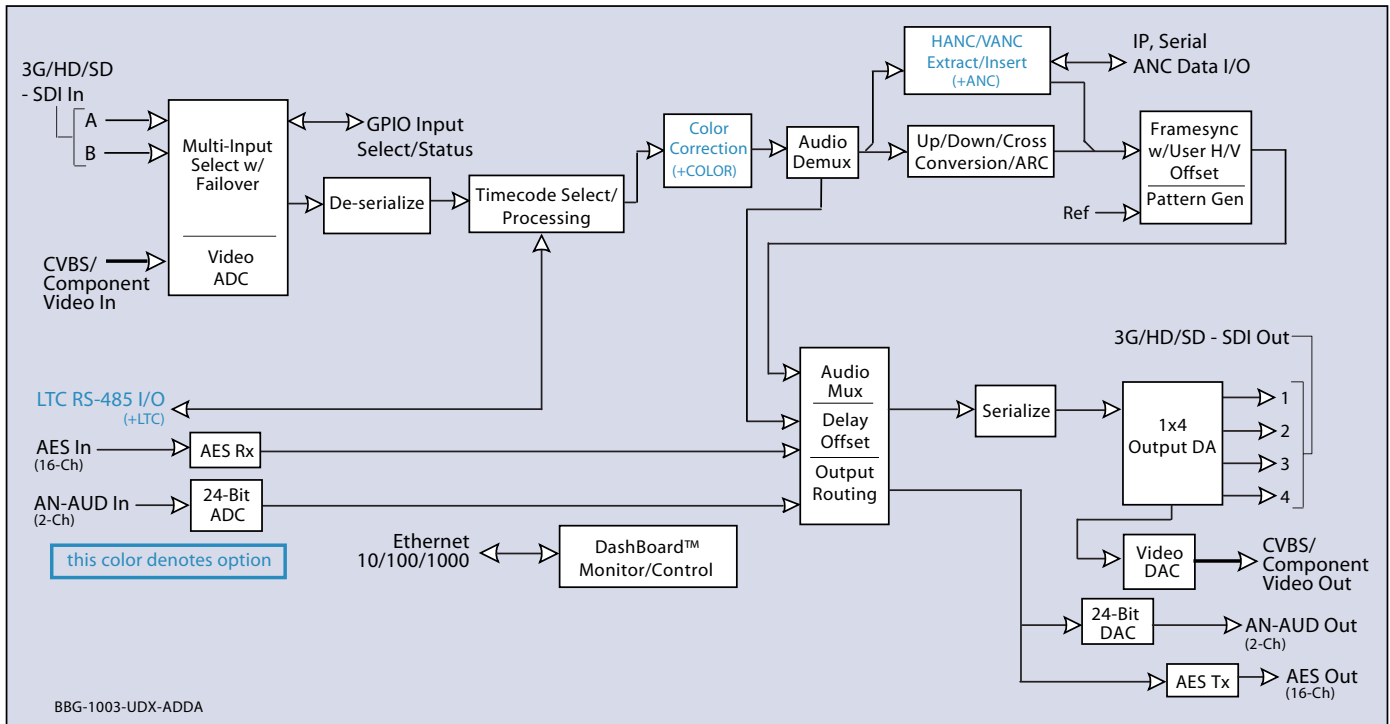 3G/HD/SD
- SDI In
A
B
Multi-Input
Select w/
Failover
Video
ADC
CVBS/
Component
Video In
GPIO Input
Select/Status
De-serialize
Timecode Select/
Processing
Color
Correction
(+COLOR)
Audio
Demux
HANC/VANC
Extract/Insert
(+ANC)
IP, Serial
ANC Data I/O
Up/Down/Cross
Conversion/ARC
Framesync
w/User H/V
Offset
Pattern Gen
Ref
LTC RS-485 I/O
(+LTC)
AES In
(16-Ch)
AES Rx
AN-AUD In
(2-Ch)
24-Bit
ADC
this color denotes option
Ethernet
10/100/1000
DashBoard™
Monitor/Control
Audio
Mux
Delay
Offset
Output
Routing
Serialize
3G/HD/SD - SDI Out
1x4
Output DA
1
2
3
4
Video
DAC
CVBS/
Component
Video Out
24-Bit
DAC
AN-AUD Out
(2-Ch)
AES Tx
AES Out
(16-Ch)
BBG-1003-UDX-ADDA